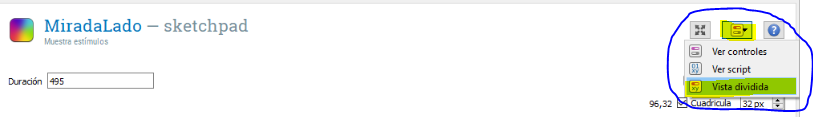 MiradaLado — sketchpad
Muestra estímulos
Ver controles
Ver script
Vista dividida
Duración 495
96,32 Cuadrícula 32 px